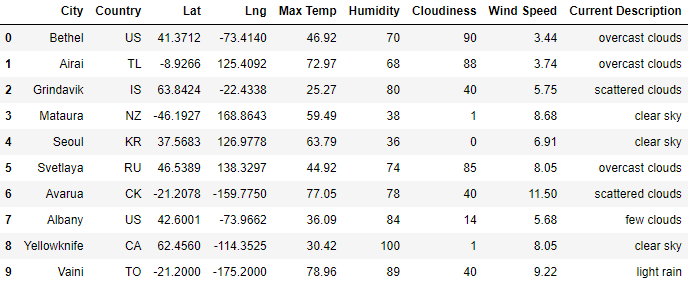 City Country Lat Lng Max Temp Humidity Cloudiness Wind Speed Current Description
0 Bethel US 41.3712 -73.4140 46.92 70 90 3.44 overcast clouds
1 Airai TL -8.9266 125.4092 72.97 68 88 3.74 overcast clouds
2 Grindavik IS 63.8424 -22.4338 25.27 80 40 5.75 scattered clouds
3 Mataura NZ -46.1927 168.8643 59.49 38 1 8.68 clear sky
4 Seoul KR 37.5683 126.9778 63.79 36 0 6.91 clear sky
5 Svetlaya RU 46.5389 138.3297 44.92 74 85 8.05 overcast clouds
6 Avarua CK -21.2078 -159.7750 77.05 78 40 11.50 scattered clouds
7 Albany US 42.6001 -73.9662 36.09 84 14 5.68 few clouds
8 Yellowknife CA 62.4560 -114.3525 30.42 100 1 8.05 clear sky
9 Vaini TO -21.2000 -175.2000 78.96 89 40 9.22 light rain